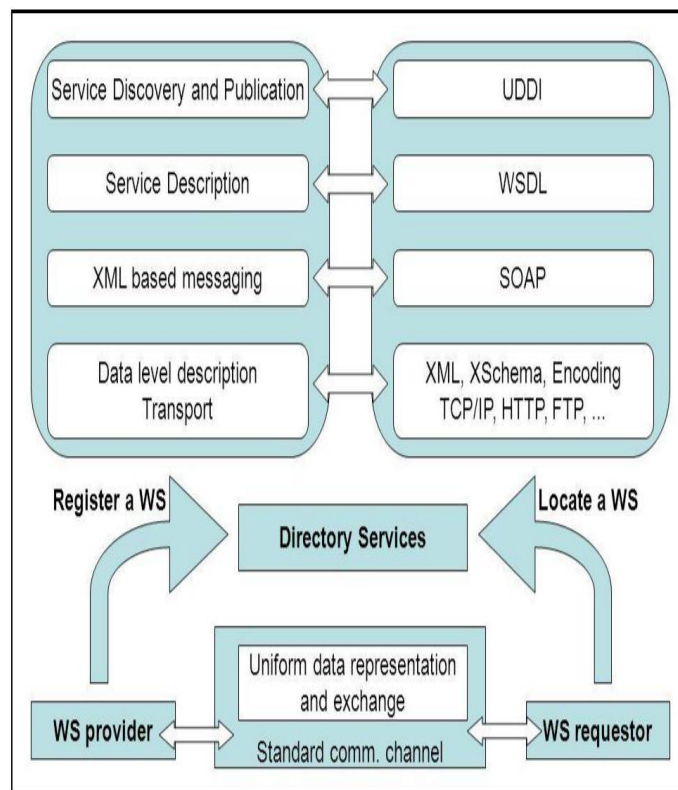 Service Discovery and Publication
UDDI
Service Description
WSDL
XML based messaging
SOAP
Data level description
Transport
XML, XSchema, Encoding
TCP/IP, HTTP, FTP, ...
Register a WS
Locate a WS
Directory Services
Uniform data representation
and exchange
WS provider
Standard comm. channel
WS requestor